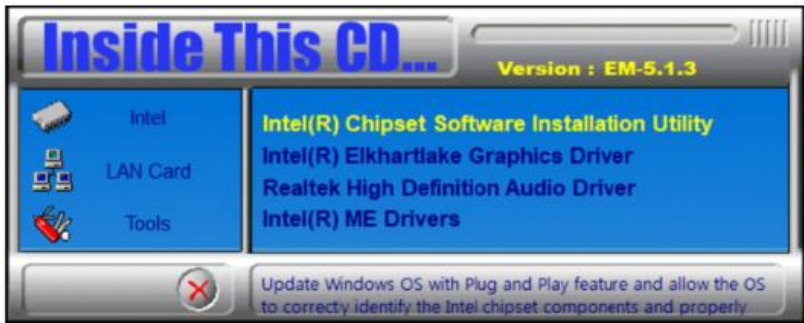 Inside This CD...
Version : EM-5.1.3
Intel
LAN Card
Tools
Intel(R) Chipset Software Installation Utility
Intel(R) Elkhartlake Graphics Driver
Realtek High Definition Audio Driver
Intel(R) ME Drivers
Update Windows OS with Plug and Play feature and allow the OS
to correctly identify the Intel chipset components and properly